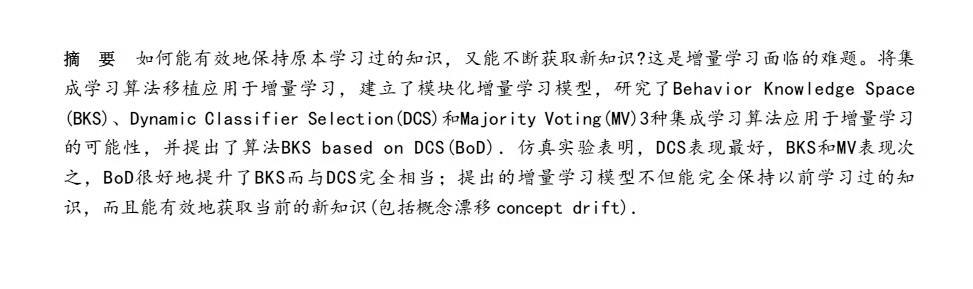 摘　要　如何能有效地保持原本学习过的知识，又能不断获取新知识?这是增量学习面临的难题。将集
成学习算法移植应用于增量学习，建立了模块化增量学习模型，研究了Behavior Knowledge Space
(BKS)、Dynamic Classifier Selection(DCS)和Majority Voting(MV)3种集成学习算法应用于增量学习
的可能性，并提出了算法BKS based on DCS(BoD)．仿真实验表明，DCS表现最好，BKS和MV表现次
之，BoD很好地提升了BKS而与DCS完全相当；提出的增量学习模型不但能完全保持以前学习过的知
识，而且能有效地获取当前的新知识(包括概念漂移 concept drift)．